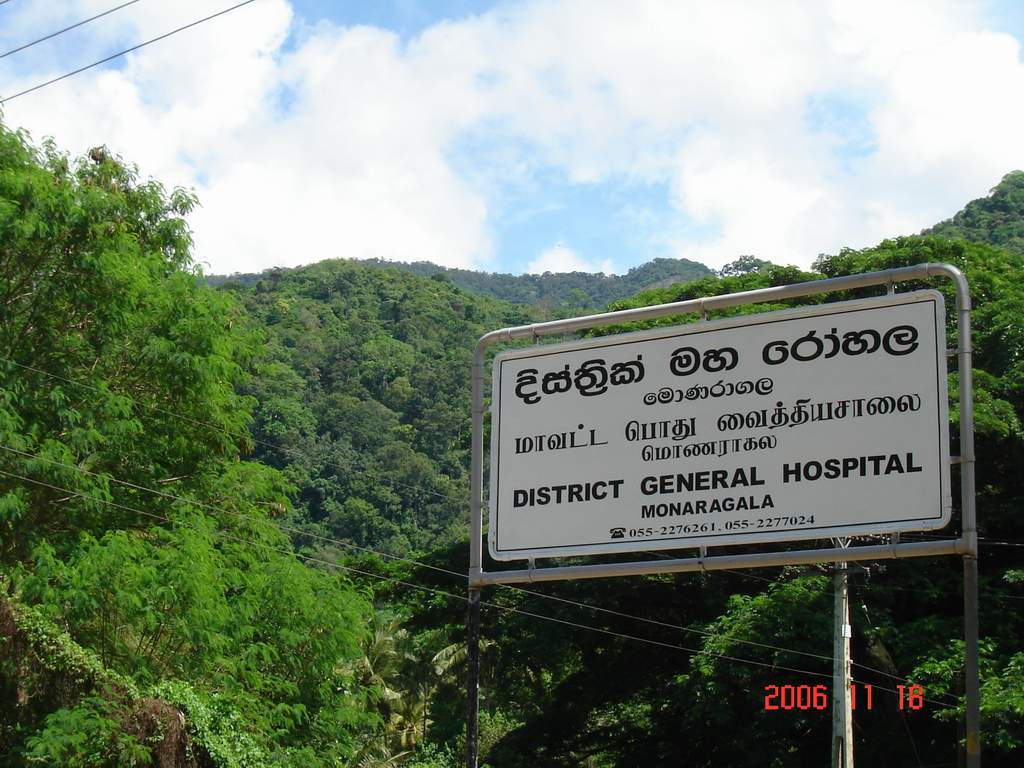 දිස්ත්‍රික් මහ රෝහල
මොණරාගල
மாவட்ட பொது வைத்தியசாலை
மொணராகல
DISTRICT GENERAL HOSPITAL
MONARAGALA
☎055-2276261, 055-2277024
2006 11 18